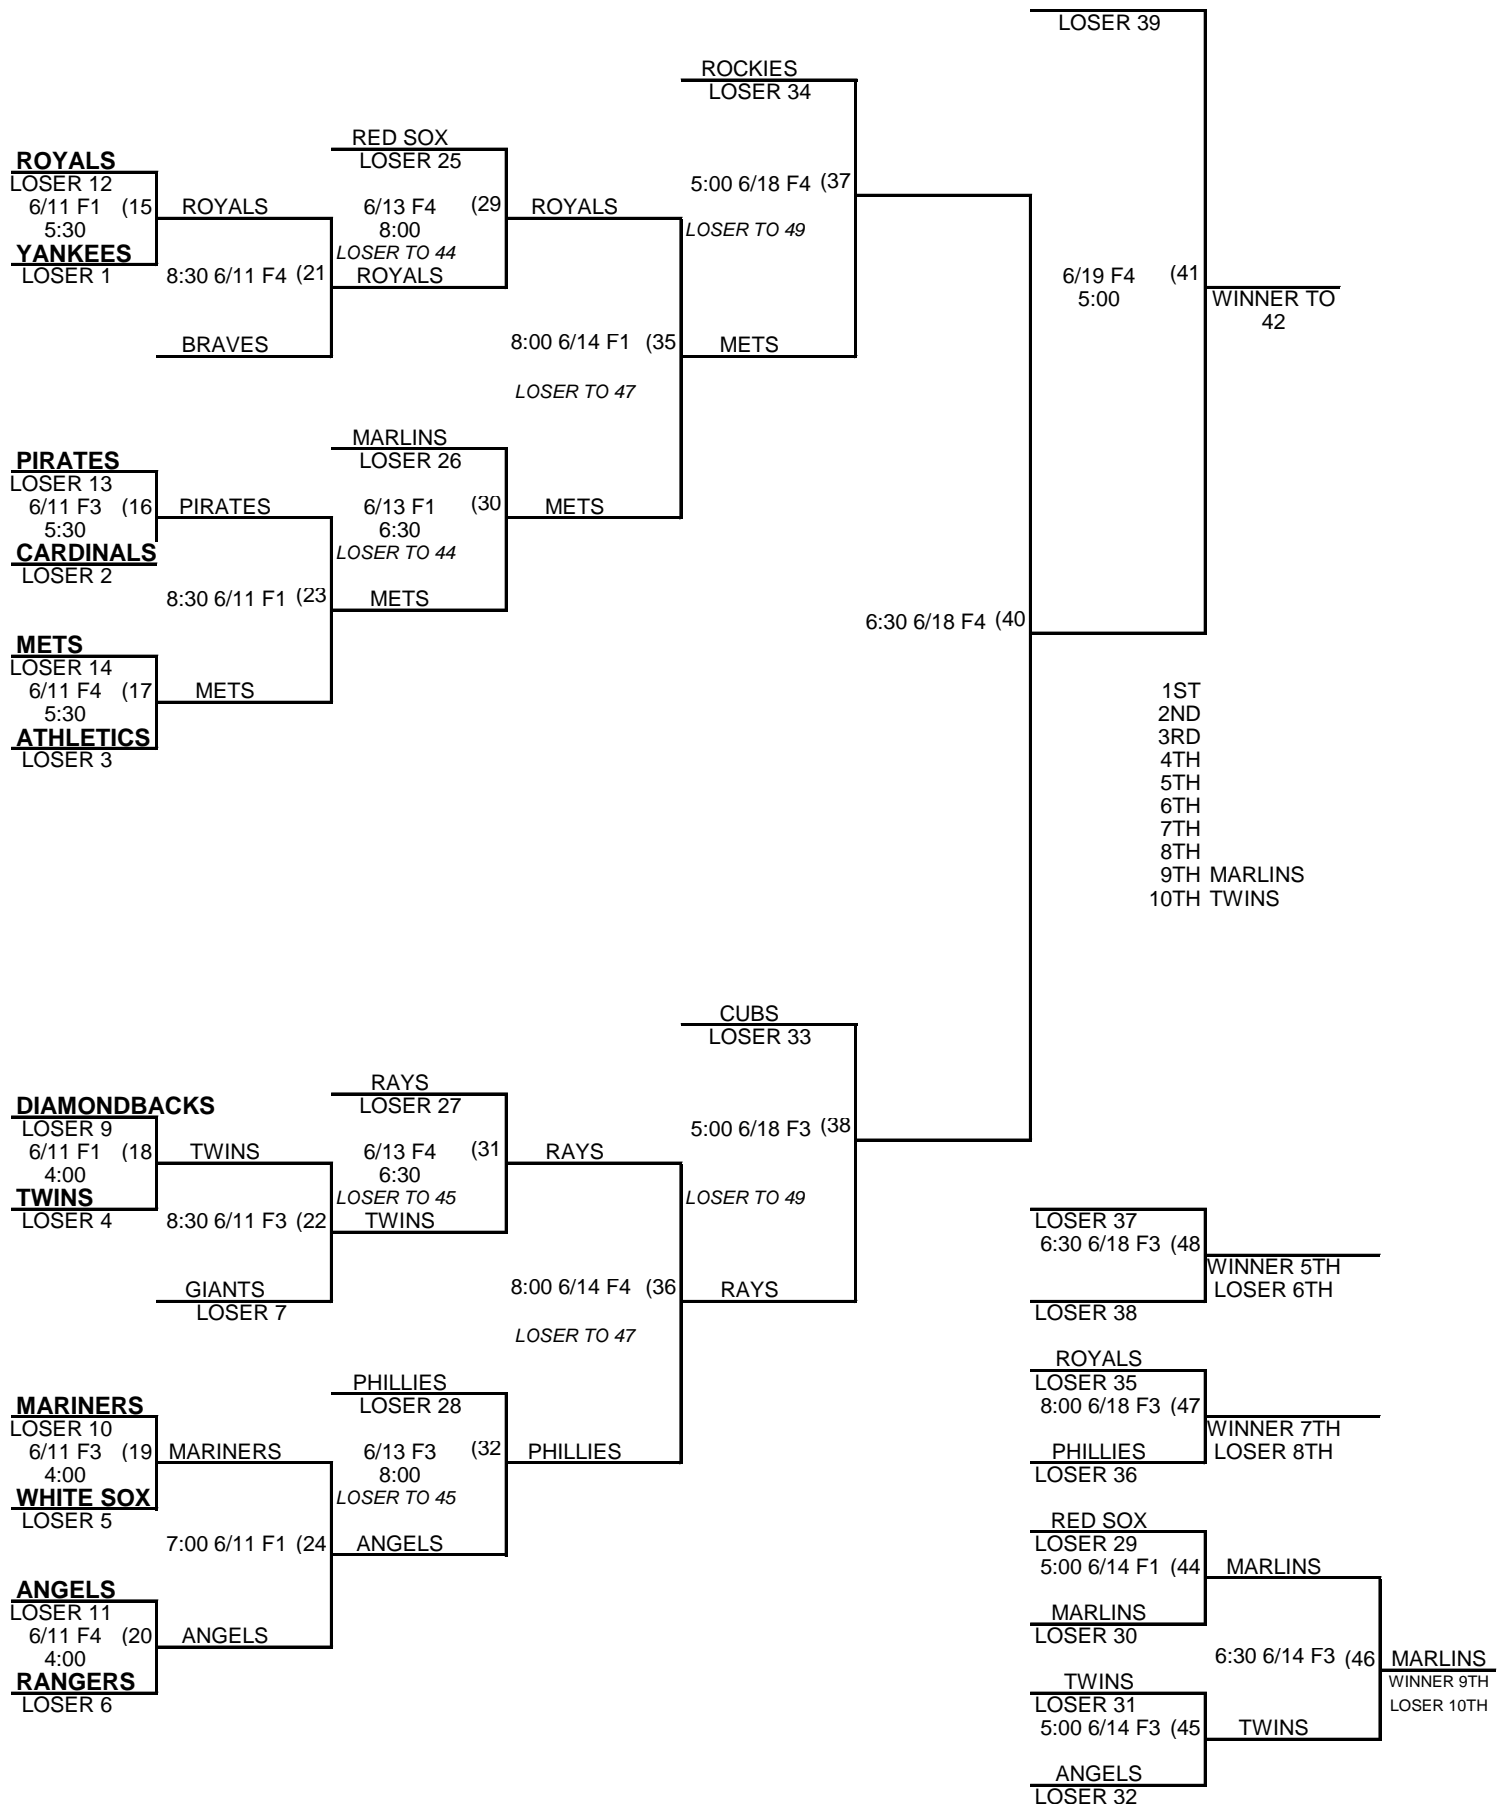 LOSER 39
ROCKIES
LOSER 34
RED SOX
LOSER 25
ROYALS
LOSER 12
6/11 F1 (15
5:30
YANKEES
LOSER 1
ROYALS
8:30 6/11 F4 (21
BRAVES
6/13 F4 (29
8:00
LOSER TO 44
ROYALS
ROYALS
5:00 6/18 F4 (37
LOSER TO 49
6/19 F4 (41
5:00
WINNER TO
42
8:00 6/14 F1 (35
LOSER TO 47
METS
MARLINS
LOSER 26
PIRATES
LOSER 13
6/11 F3 (16
5:30
CARDINALS
LOSER 2
PIRATES
6/13 F1 (30
6:30
LOSER TO 44
METS
8:30 6/11 F1 (23
METS
6:30 6/18 F4 (40
METS
LOSER 14
6/11 F4 (17
5:30
ATHLETICS
LOSER 3
METS
1ST
2ND
3RD
4TH
5TH
6TH
7TH
8TH
9TH MARLINS
10TH TWINS
CUBS
LOSER 33
RAYS
LOSER 27
DIAMONDBACKS
LOSER 9
6/11 F1 (18
4:00
TWINS
LOSER 4
TWINS
8:30 6/11 F3 (22
GIANTS
LOSER 7
6/13 F4 (31
6:30
LOSER TO 45
TWINS
RAYS
5:00 6/18 F3 (38
LOSER TO 49
8:00 6/14 F4 (36
LOSER TO 47
RAYS
LOSER 37
6:30 6/18 F3 (48
WINNER 5TH
LOSER 6TH
LOSER 38
PHILLIES
LOSER 28
MARINERS
LOSER 10
6/11 F3 (19
4:00
WHITE SOX
LOSER 5
MARINERS
6/13 F3 (32
8:00
LOSER TO 45
PHILLIES
7:00 6/11 F1 (24
ANGELS
ROYALS
LOSER 35
8:00 6/18 F3 (47
WINNER 7TH
LOSER 8TH
PHILLIES
LOSER 36
ANGELS
LOSER 11
6/11 F4 (20
4:00
RANGERS
LOSER 6
ANGELS
RED SOX
LOSER 29
5:00 6/14 F1 (44
MARLINS
MARLINS
LOSER 30
6:30 6/14 F3 (46
MARLINS
WINNER 9TH
LOSER 10TH
TWINS
LOSER 31
5:00 6/14 F3 (45
TWINS
ANGELS
LOSER 32